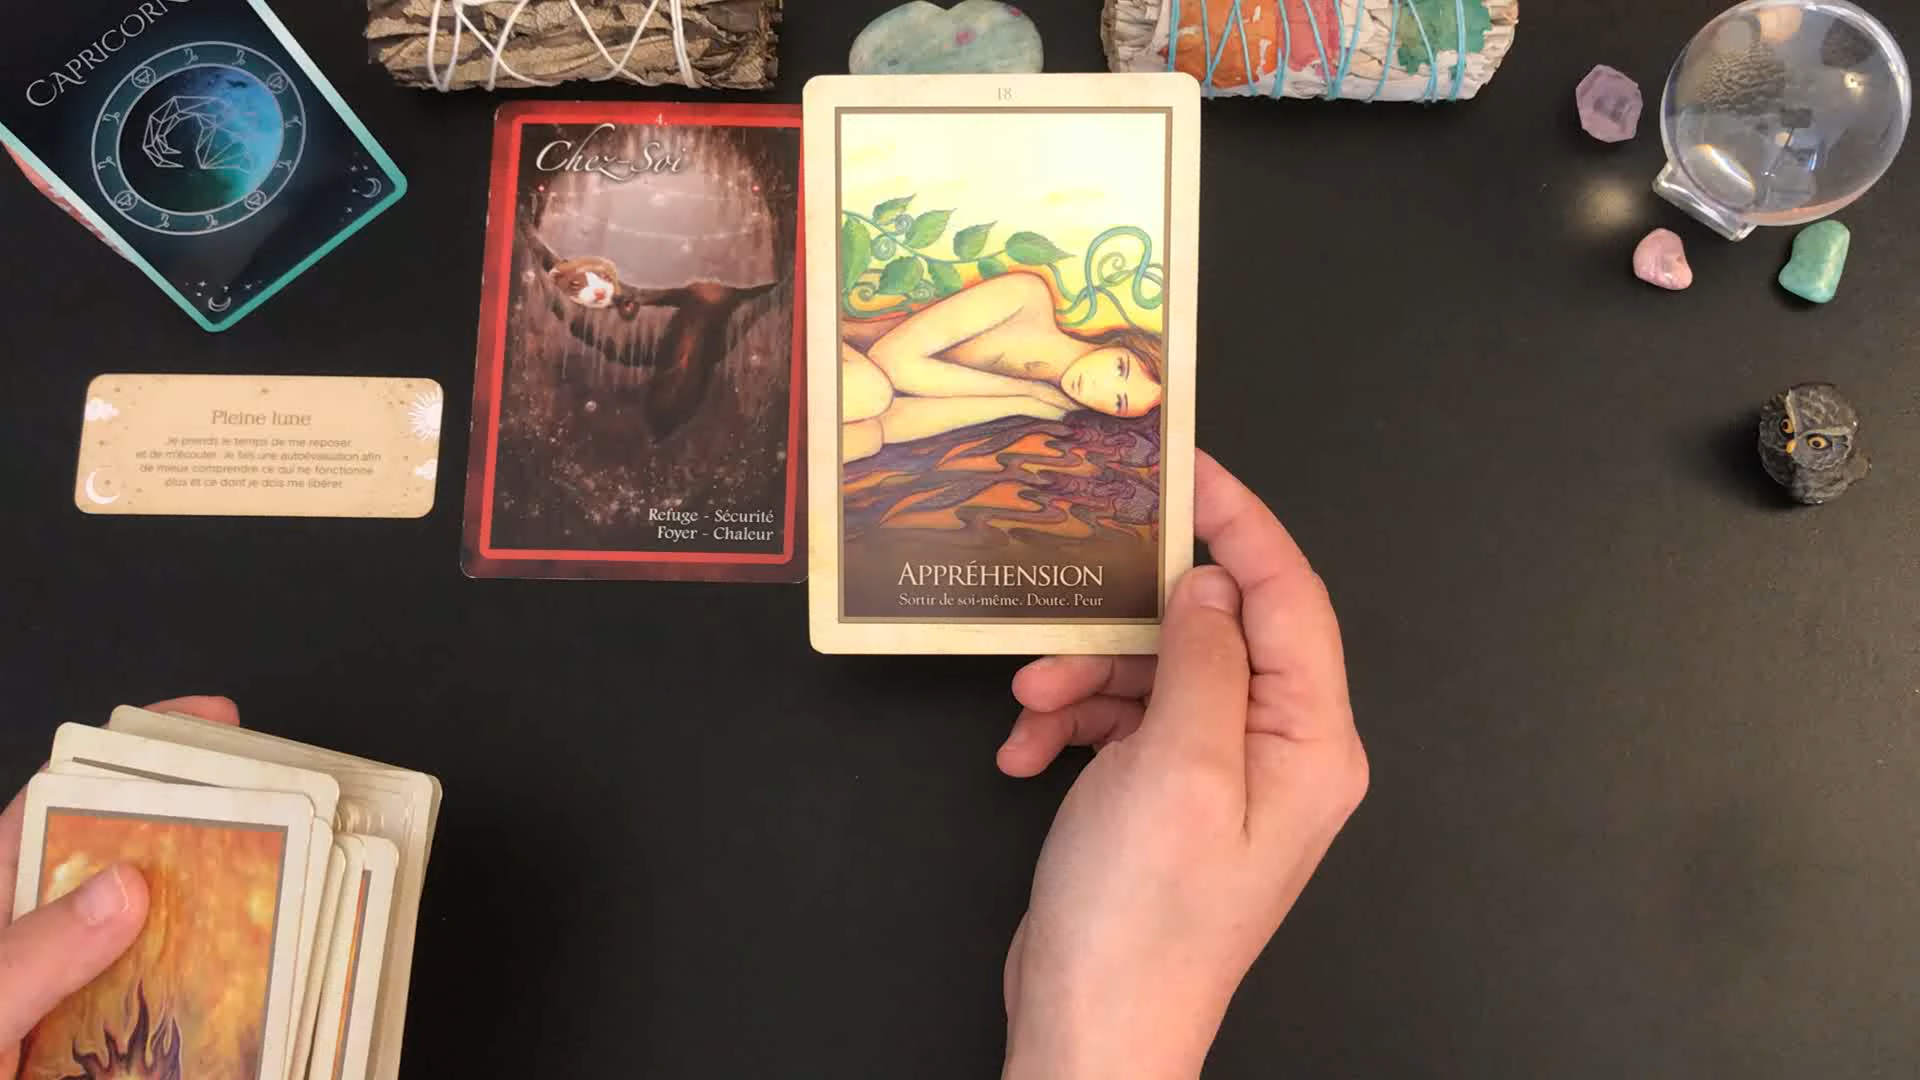 CAPRICORN
4
Chez-Soi
Refuge - Sécurité
Foyer - Chaleur
18
APPRÉHENSION
Sortir de soi-même. Doute. Peur
Pleine lune
Je prends le temps de me reposer
et de m'écouter. Je fais une autoévaluation afin
de mieux comprendre ce qui ne fonctionne
plus et ce dont je dois me libérer.